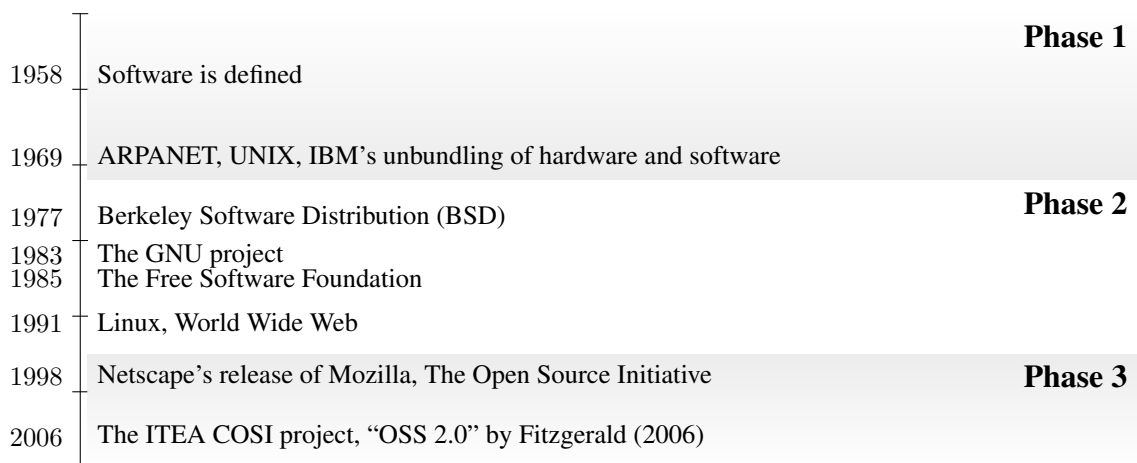 Phase 1
1958 Software is defined
1969 ARPANET, UNIX, IBM's unbundling of hardware and software
Phase 2
1977 Berkeley Software Distribution (BSD)
1983 The GNU project
1985 The Free Software Foundation
1991 Linux, World Wide Web
1998 Netscape's release of Mozilla, The Open Source Initiative Phase 3
2006 The ITEA COSI project, “OSS 2.0” by Fitzgerald (2006)